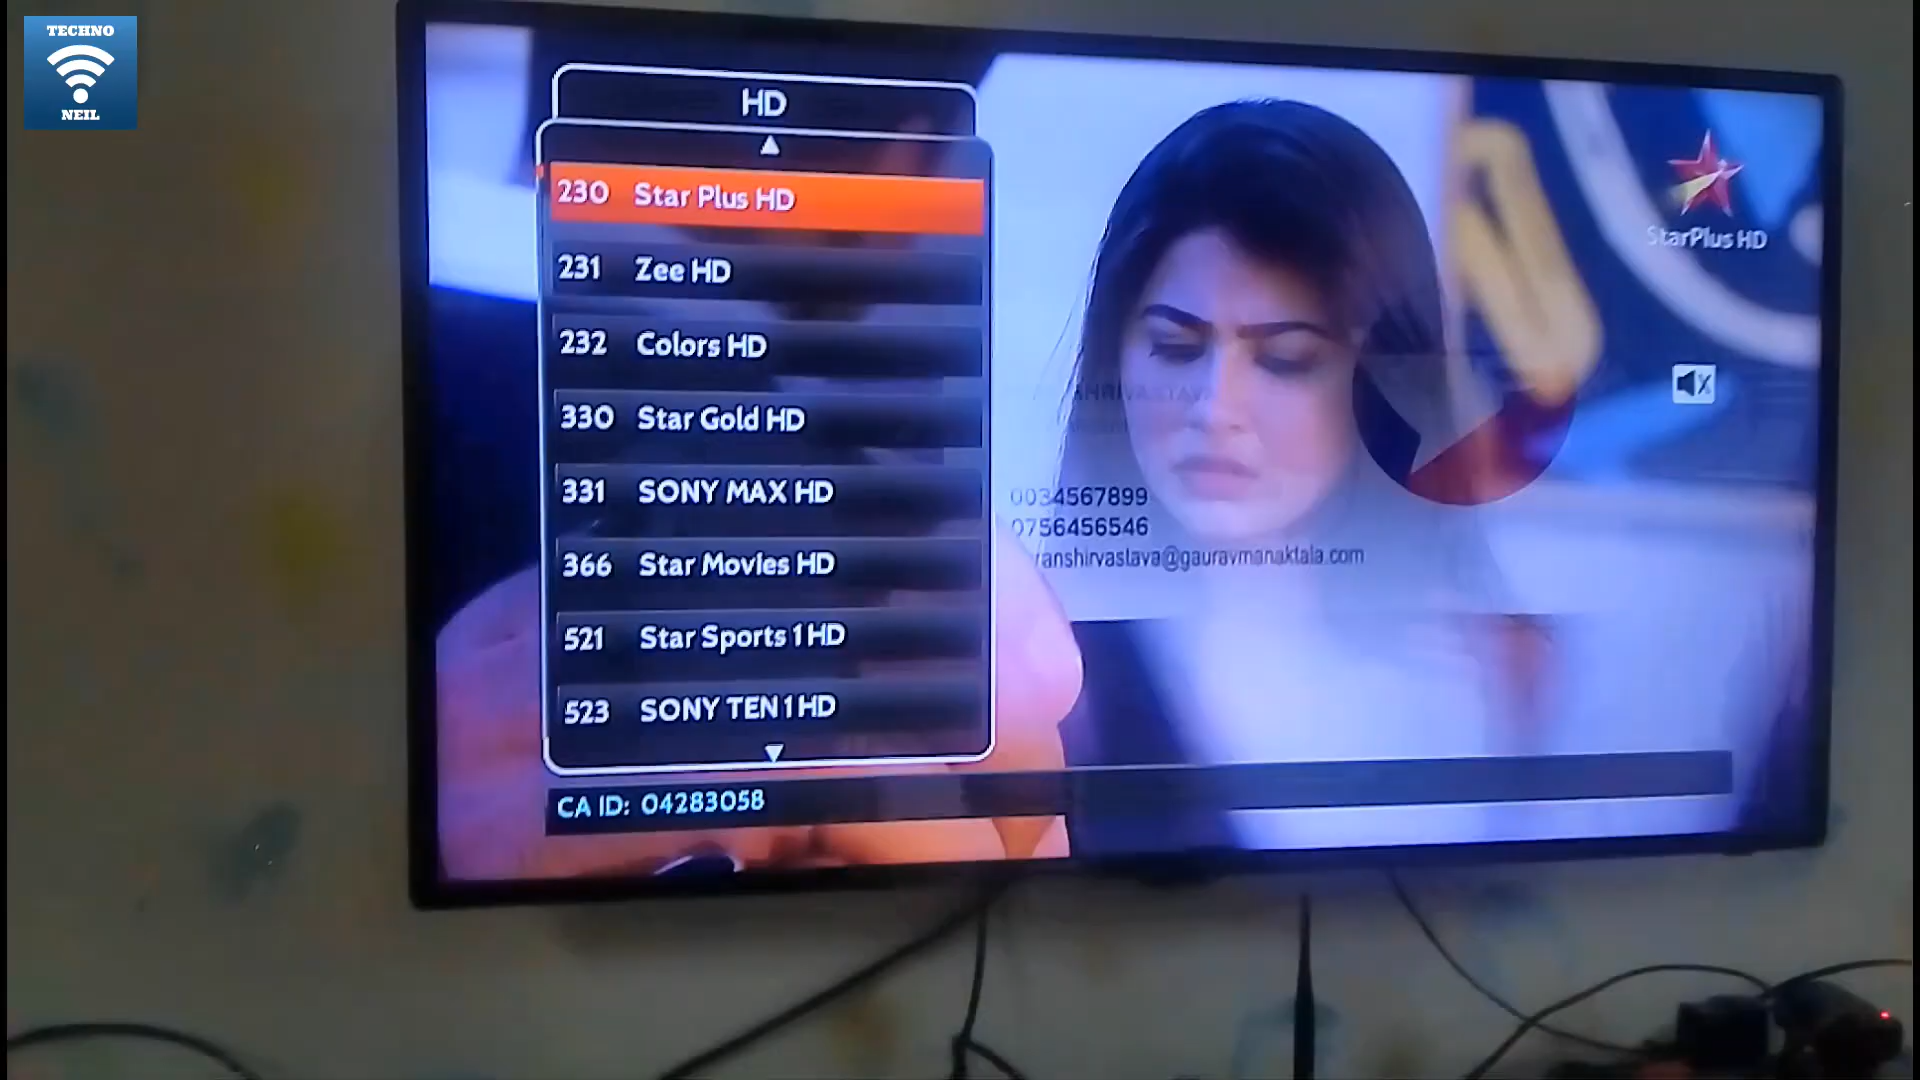 TECHNO
NEIL
HD
230 Star Plus HD
231 Zee HD
232 Colors HD
330 Star Gold HD
331 SONY MAX HD
366 Star Movies HD
521 Star Sports 1 HD
523 SONY TEN 1 HD
CA ID: 04283058
StarPlus HD
SHRIVASTAVA
0034567899
0756456546
ranshirvastava@gauravmanaktala.com